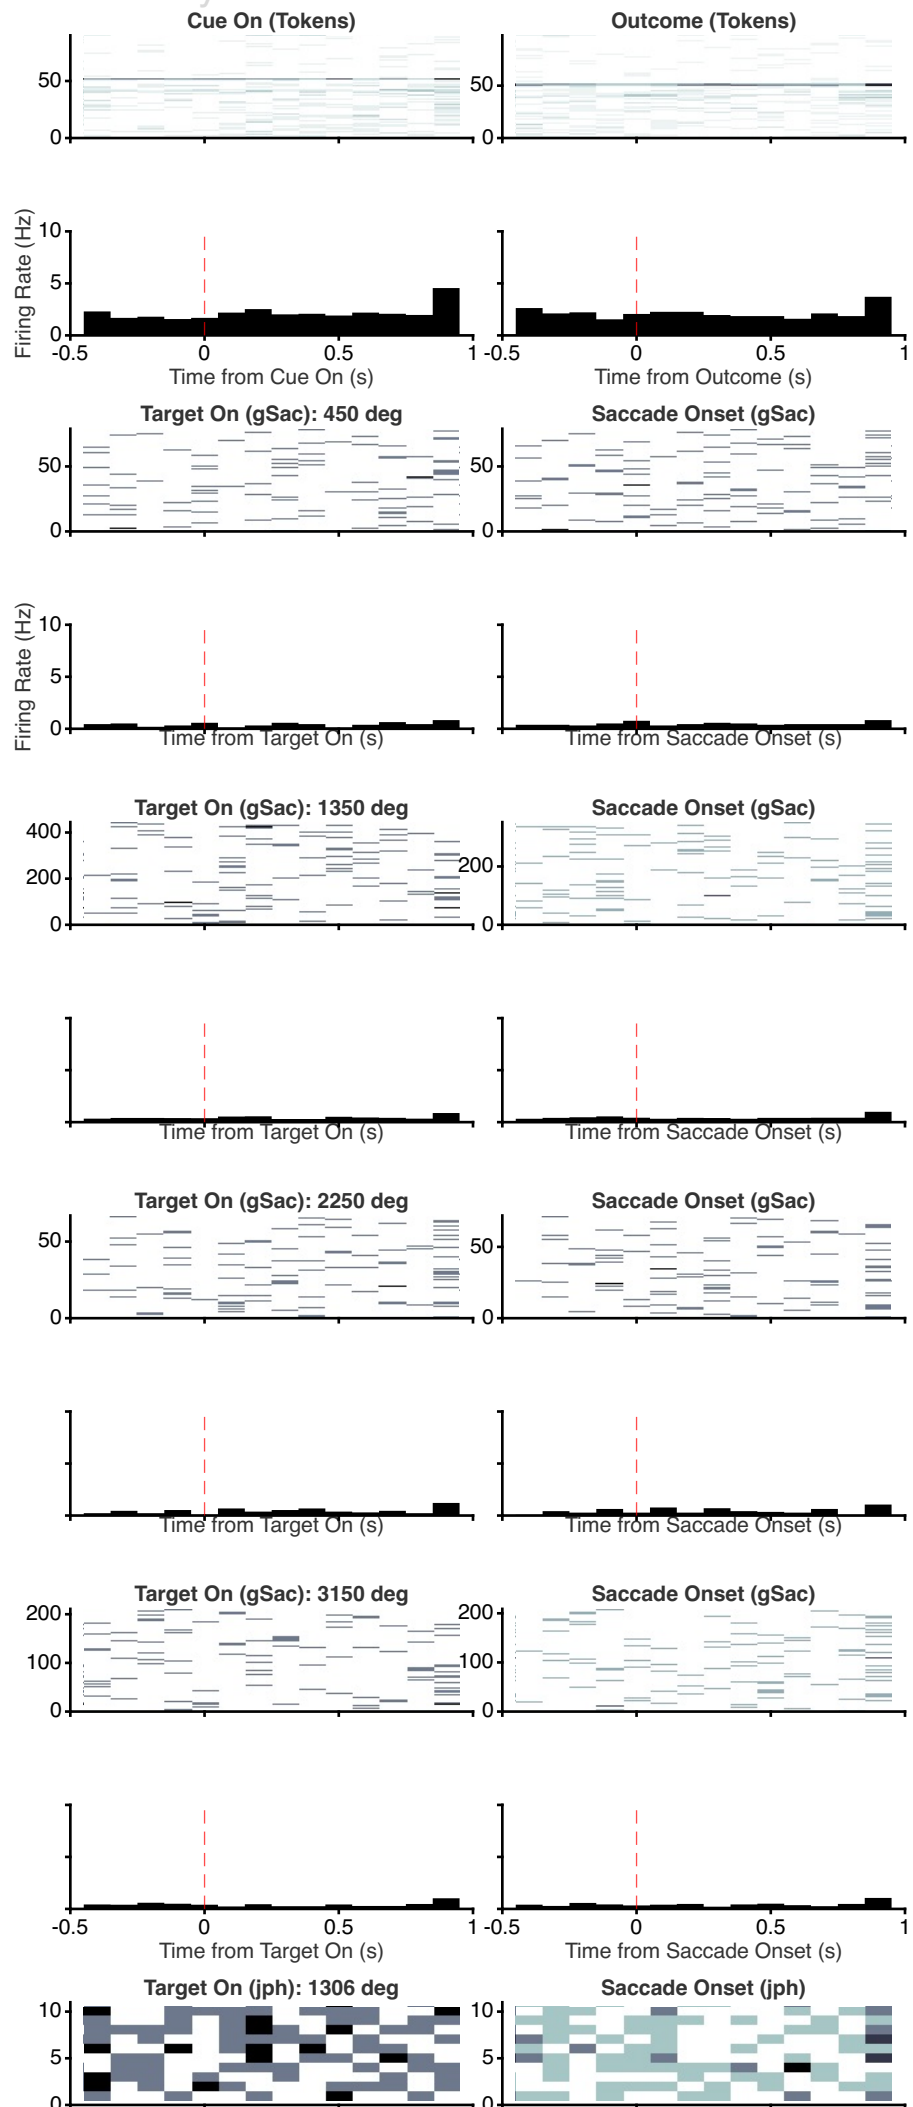 Cue On (Tokens) Outcome (Tokens)
50 50
0 0
Firing Rate (Hz)
10
5
0
-0.5 0 0.5 1 -0.5 0 0.5 1
Time from Cue On (s) Time from Outcome (s)
Target On (gSac): 450 deg Saccade Onset (gSac)
50 50
0 0
Firing Rate (Hz)
10
5
0
Time from Target On (s) Time from Saccade Onset (s)
Target On (gSac): 1350 deg Saccade Onset (gSac)
400
200 200
0 0
Time from Target On (s) Time from Saccade Onset (s)
Target On (gSac): 2250 deg Saccade Onset (gSac)
50 50
0 0
Time from Target On (s) Time from Saccade Onset (s)
Target On (gSac): 3150 deg Saccade Onset (gSac)
200 200
100 100
0 0
-0.5 0 0.5 1 -0.5 0 0.5 1
Time from Target On (s) Time from Saccade Onset (s)
Target On (jph): 1306 deg Saccade Onset (jph)
10 10
5 5
0 0